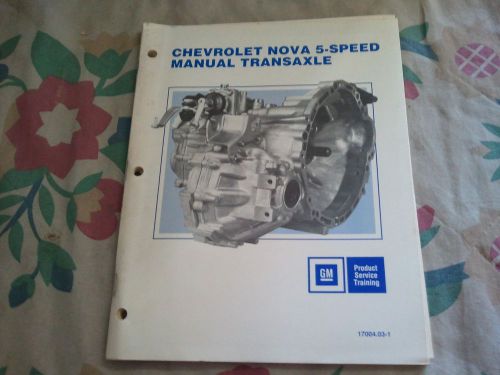 CHEVROLET NOVA 5-SPEED
MANUAL TRANSAXLE
GM
Product
Service
Training
17004.03-1